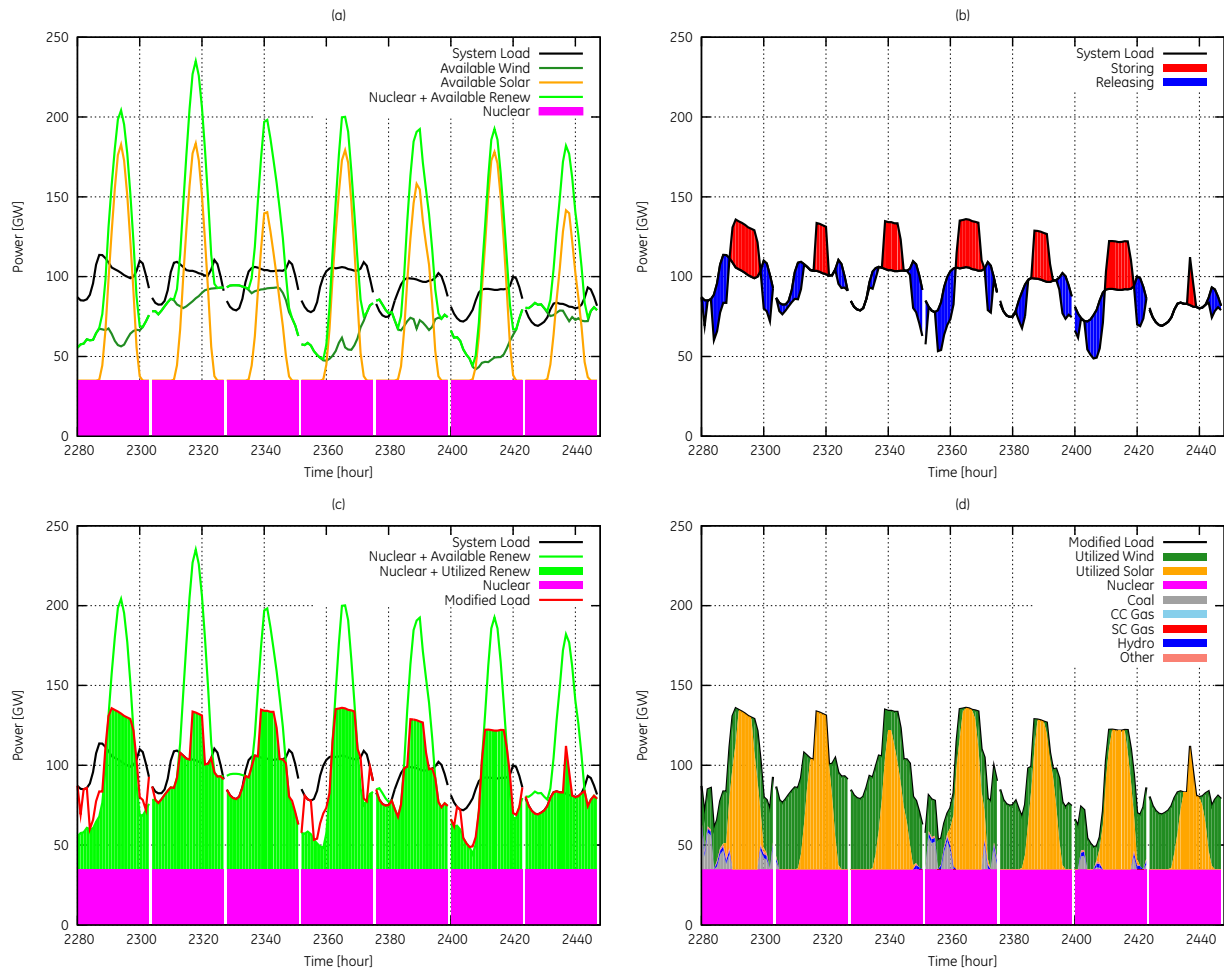 (a)
250
200
150
100
50
0
Power [GW]
System Load
Available Wind
Available Solar
Nuclear + Available Renew
Nuclear
2280 2300 2320 2340 2360 2380 2400 2420 2440
Time [hour]
(b)
250
200
150
100
50
0
Power [GW]
System Load
Storing
Releasing
2280 2300 2320 2340 2360 2380 2400 2420 2440
Time [hour]
(c)
250
200
150
100
50
0
Power [GW]
System Load
Nuclear + Available Renew
Nuclear + Utilized Renew
Nuclear
Modified Load
2280 2300 2320 2340 2360 2380 2400 2420 2440
Time [hour]
(d)
250
200
150
100
50
0
Power [GW]
Modified Load
Utilized Wind
Utilized Solar
Nuclear
Coal
CC Gas
SC Gas
Hydro
Other
2280 2300 2320 2340 2360 2380 2400 2420 2440
Time [hour]